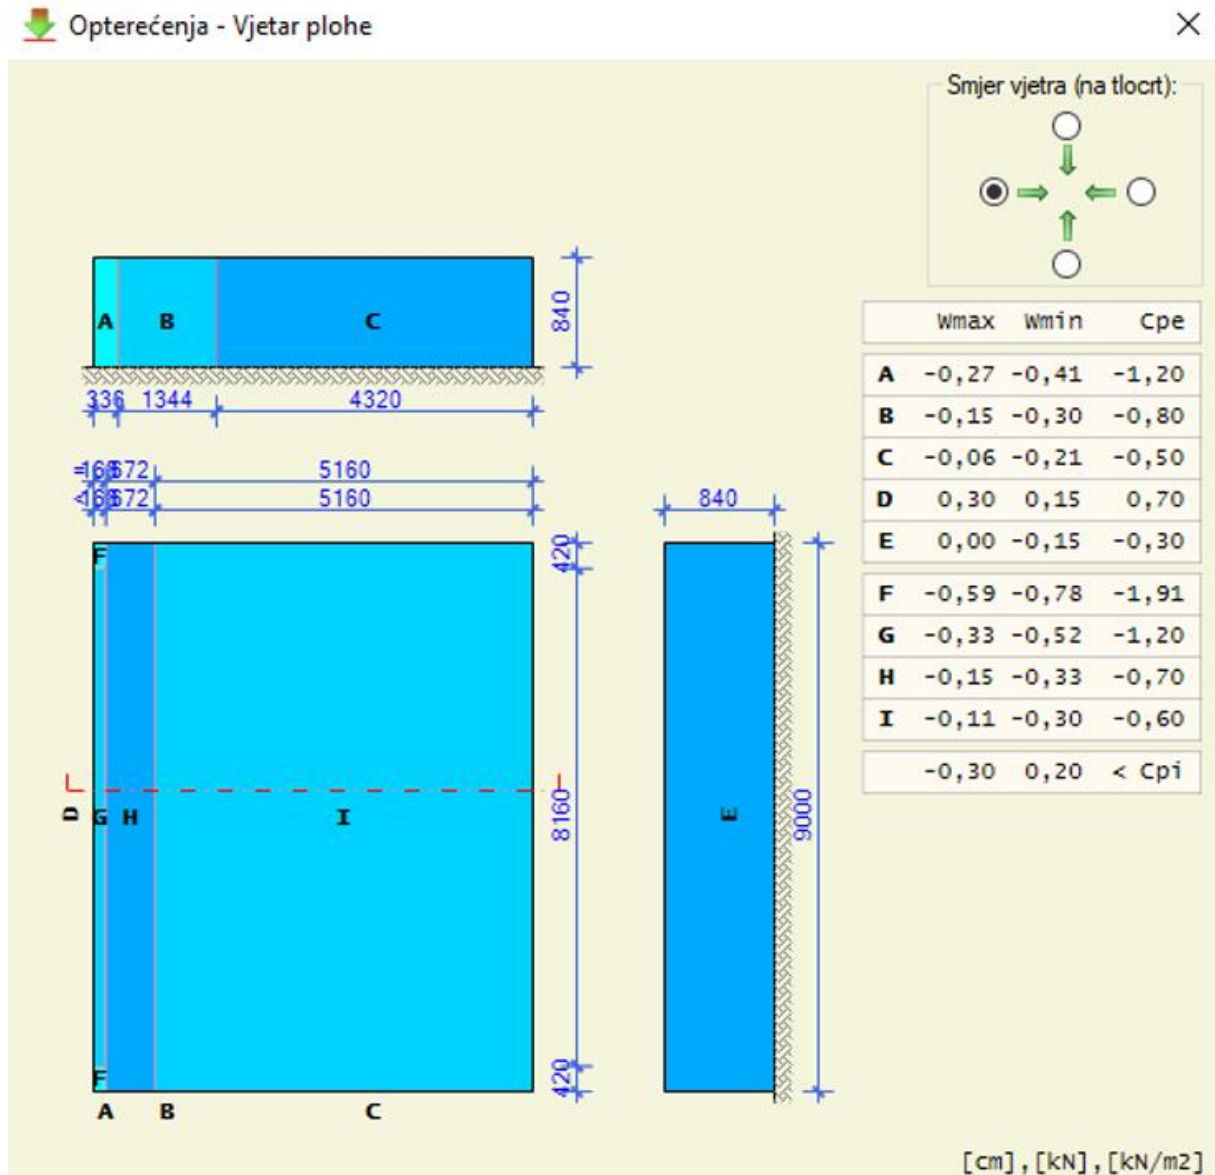 Opterećenja - Vjetar plohe
Smjer vjetra (na tlocrt):
A B C
840
336 1344 4320
=168 672 5160
<168 672 5160
840
Wmax Wmin Cpe
A -0,27 -0,41 -1,20
B -0,15 -0,30 -0,80
C -0,06 -0,21 -0,50
D 0,30 0,15 0,70
E 0,00 -0,15 -0,30
F -0,59 -0,78 -1,91
G -0,33 -0,52 -1,20
H -0,15 -0,33 -0,70
I -0,11 -0,30 -0,60
-0,30 0,20 < Cpi
F
420
D
G H I
8160
E
9000
F
420
A B C
[cm],[kN],[kN/m2]